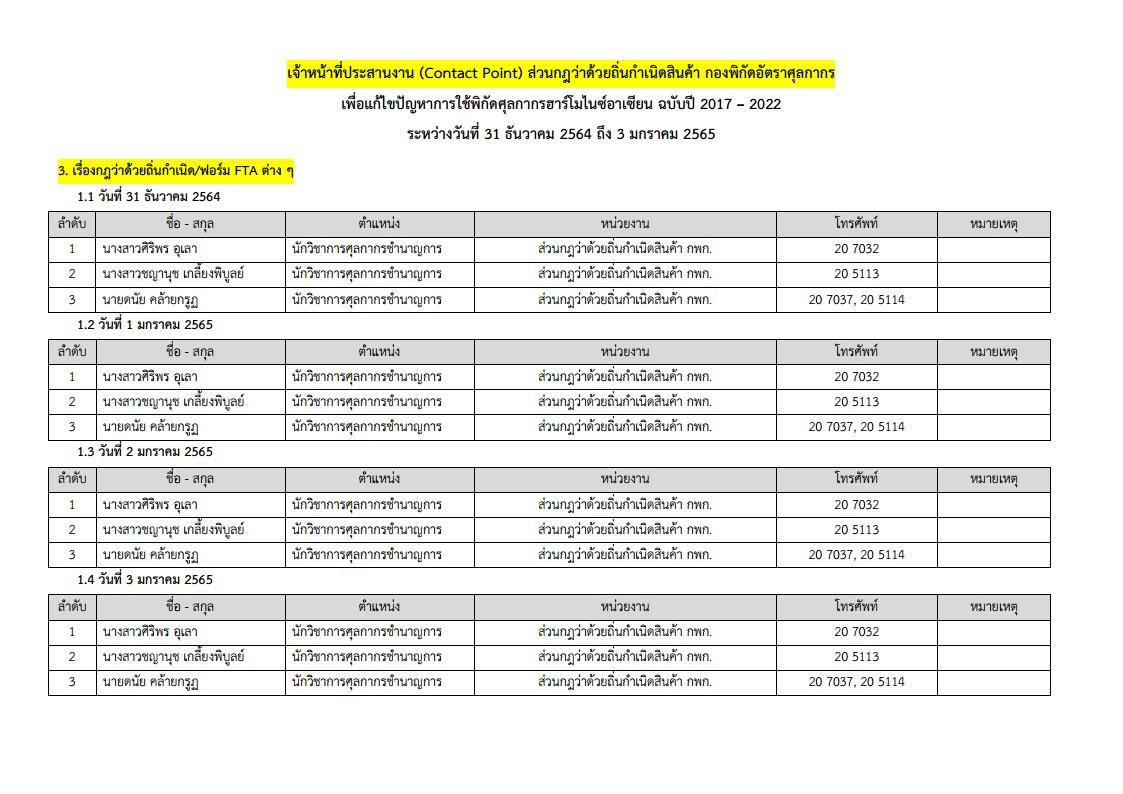 เจ้าหน้าที่ประสานงาน (Contact Point) ส่วนกฎว่าด้วยถิ่นกำเนิดสินค้า กองพิกัดอัตราศุลกากร
เพื่อแก้ไขปัญหาการใช้พิกัดศุลกากรฮาร์โมไนซ์อาเซียน ฉบับปี 2017 – 2022
ระหว่างวันที่ 31 ธันวาคม 2564 ถึง 3 มกราคม 2565
3. เรื่องกฎว่าด้วยถิ่นกำเนิด/ฟอร์ม FTA ต่าง ๆ
1.1 วันที่ 31 ธันวาคม 2564
ลำดับ ชื่อ - สกุล ตำแหน่ง หน่วยงาน โทรศัพท์ หมายเหตุ
1 นางสาวศิริพร อุเลา นักวิชาการศุลกากรชำนาญการ ส่วนกฎว่าด้วยถิ่นกำเนิดสินค้า กพก. 20 7032
2 นางสาวชญานุช เกลี้ยงพิบูลย์ นักวิชาการศุลกากรชำนาญการ ส่วนกฎว่าด้วยถิ่นกำเนิดสินค้า กพก. 20 5113
3 นายดนัย คล้ายกรูฏ นักวิชาการศุลกากรชำนาญการ ส่วนกฎว่าด้วยถิ่นกำเนิดสินค้า กพก. 20 7037, 20 5114
1.2 วันที่ 1 มกราคม 2565
ลำดับ ชื่อ - สกุล ตำแหน่ง หน่วยงาน โทรศัพท์ หมายเหตุ
1 นางสาวศิริพร อุเลา นักวิชาการศุลกากรชำนาญการ ส่วนกฎว่าด้วยถิ่นกำเนิดสินค้า กพก. 20 7032
2 นางสาวชญานุช เกลี้ยงพิบูลย์ นักวิชาการศุลกากรชำนาญการ ส่วนกฎว่าด้วยถิ่นกำเนิดสินค้า กพก. 20 5113
3 นายดนัย คล้ายกรูฏ นักวิชาการศุลกากรชำนาญการ ส่วนกฎว่าด้วยถิ่นกำเนิดสินค้า กพก. 20 7037, 20 5114
1.3 วันที่ 2 มกราคม 2565
ลำดับ ชื่อ - สกุล ตำแหน่ง หน่วยงาน โทรศัพท์ หมายเหตุ
1 นางสาวศิริพร อุเลา นักวิชาการศุลกากรชำนาญการ ส่วนกฎว่าด้วยถิ่นกำเนิดสินค้า กพก. 20 7032
2 นางสาวชญานุช เกลี้ยงพิบูลย์ นักวิชาการศุลกากรชำนาญการ ส่วนกฎว่าด้วยถิ่นกำเนิดสินค้า กพก. 20 5113
3 นายดนัย คล้ายกรูฏ นักวิชาการศุลกากรชำนาญการ ส่วนกฎว่าด้วยถิ่นกำเนิดสินค้า กพก. 20 7037, 20 5114
1.4 วันที่ 3 มกราคม 2565
ลำดับ ชื่อ - สกุล ตำแหน่ง หน่วยงาน โทรศัพท์ หมายเหตุ
1 นางสาวศิริพร อุเลา นักวิชาการศุลกากรชำนาญการ ส่วนกฎว่าด้วยถิ่นกำเนิดสินค้า กพก. 20 7032
2 นางสาวชญานุช เกลี้ยงพิบูลย์ นักวิชาการศุลกากรชำนาญการ ส่วนกฎว่าด้วยถิ่นกำเนิดสินค้า กพก. 20 5113
3 นายดนัย คล้ายกรูฏ นักวิชาการศุลกากรชำนาญการ ส่วนกฎว่าด้วยถิ่นกำเนิดสินค้า กพก. 20 7037, 20 5114